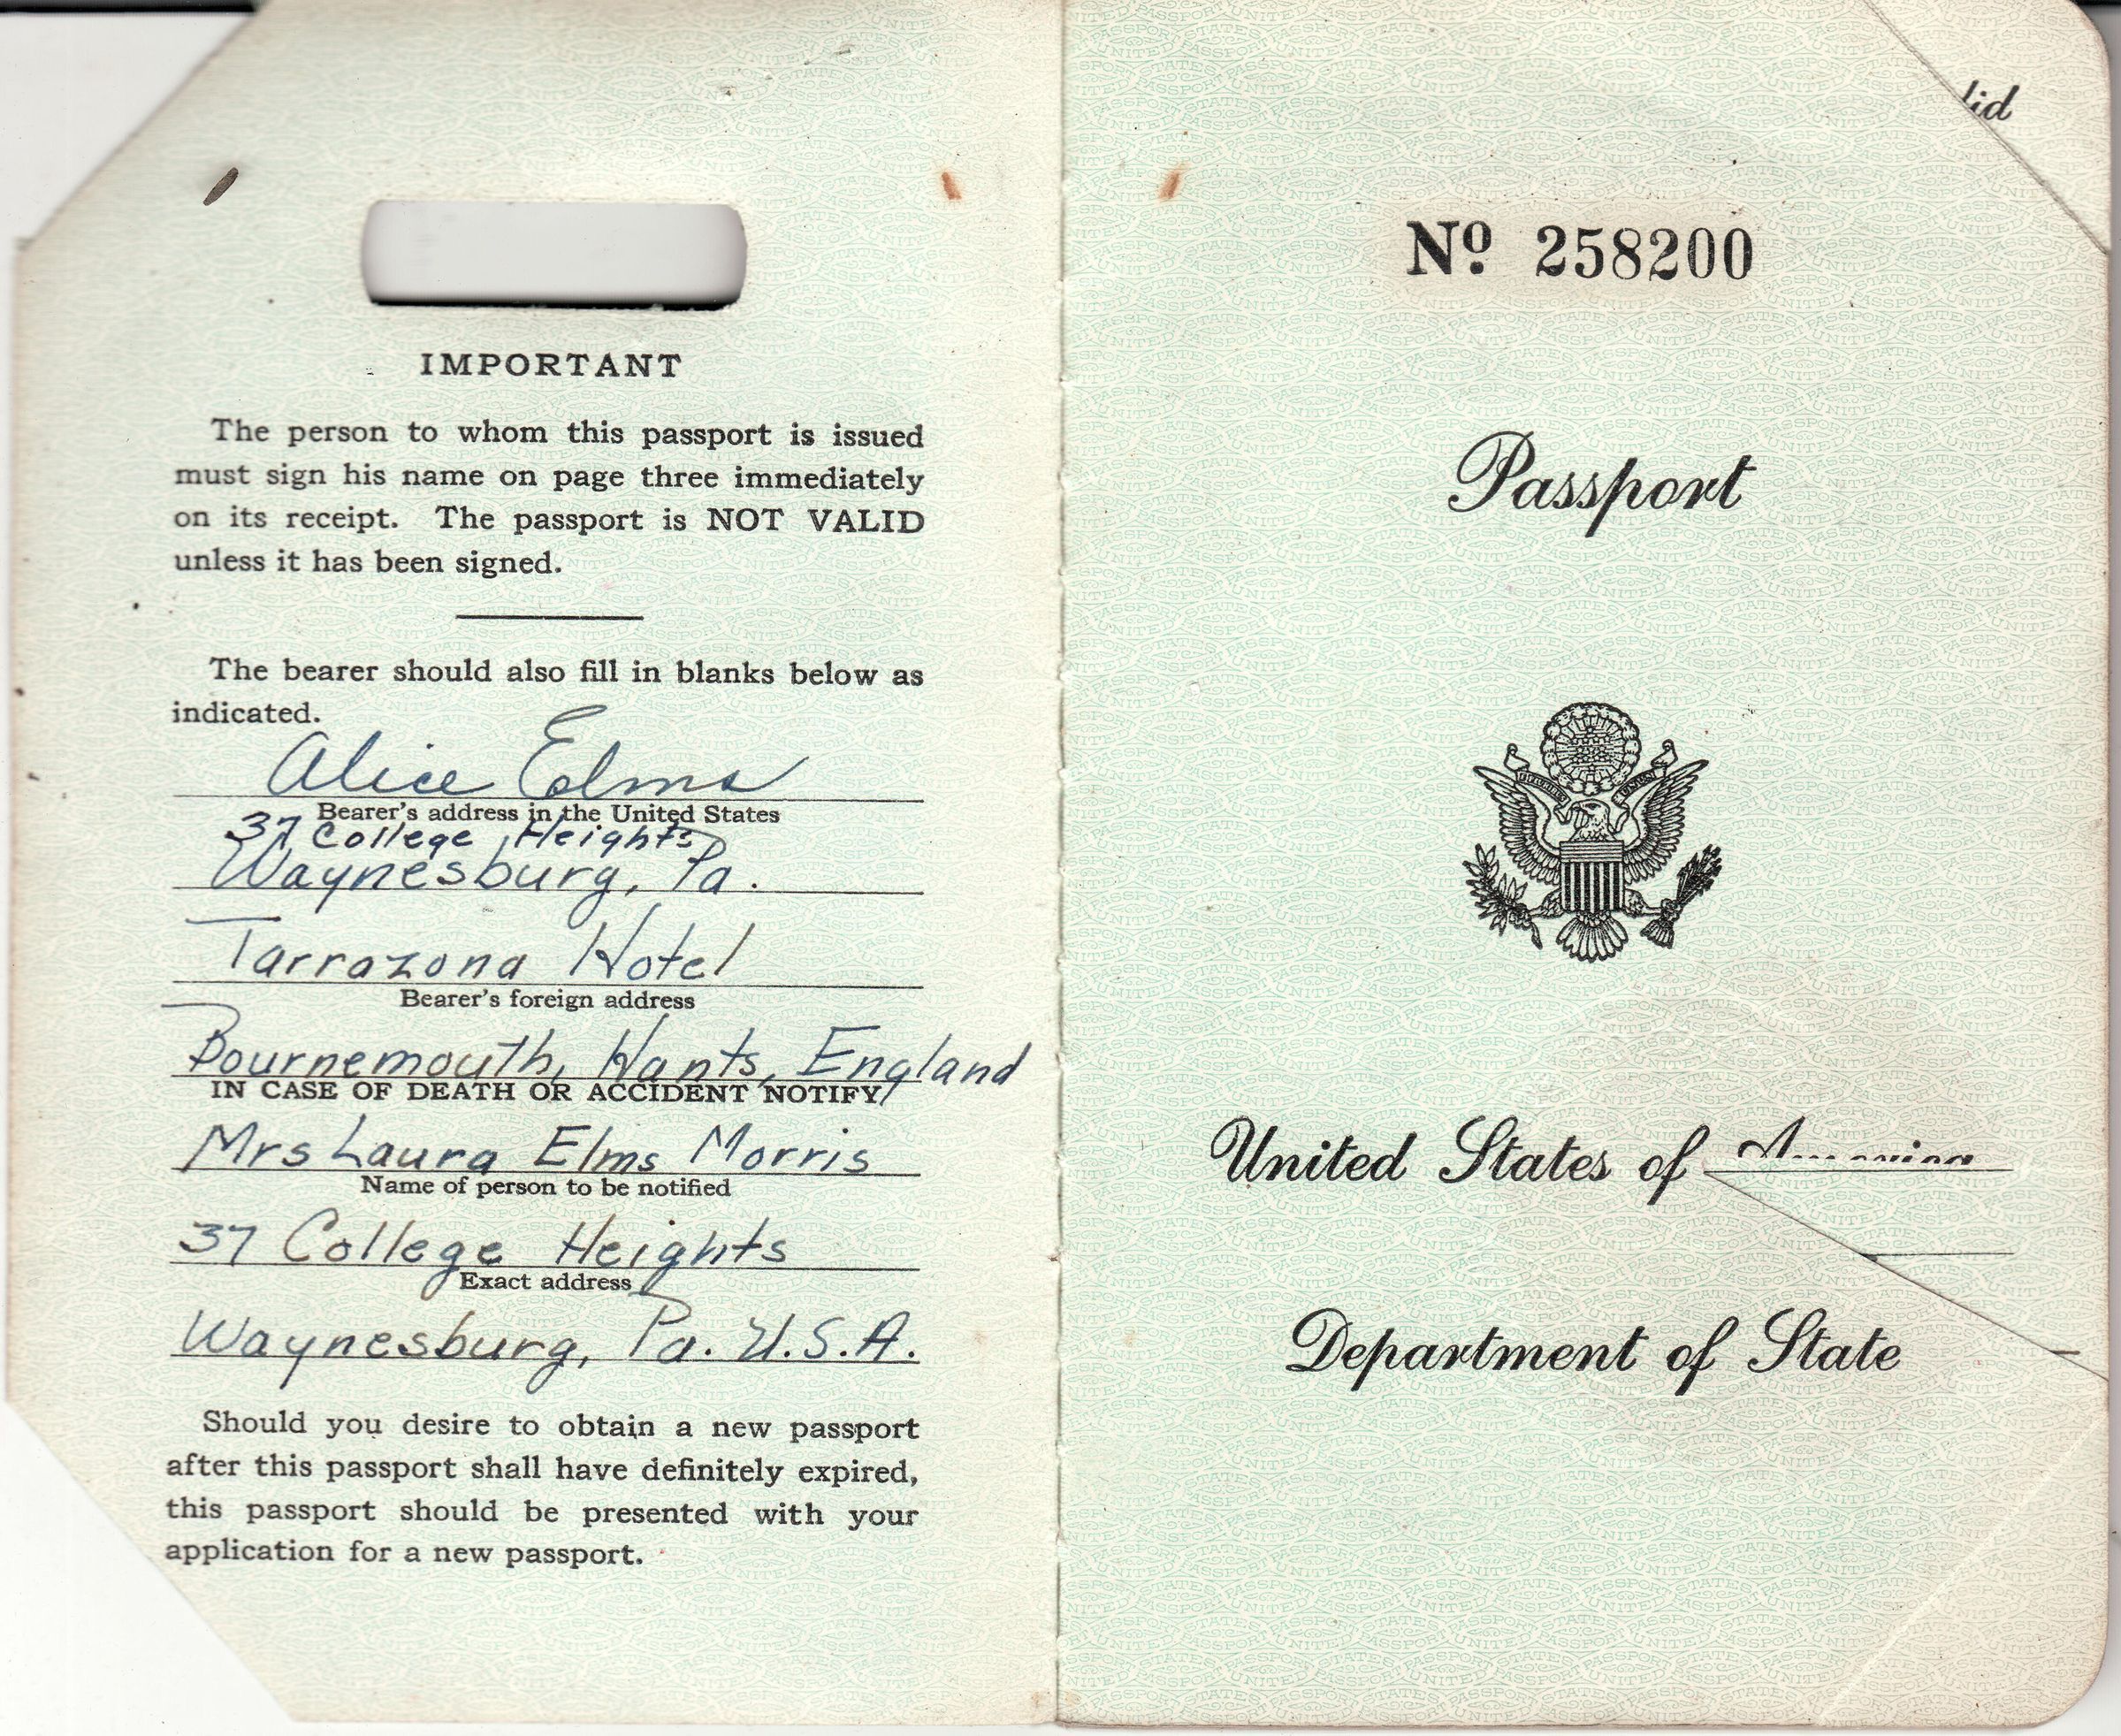 IMPORTANT
The person to whom this passport is issued
must sign his name on page three immediately
on its receipt. The passport is NOT VALID
unless it has been signed.
The bearer should also fill in blanks below as
indicated.
Alice Elms
Bearer's address in the United States
37 College Heights
Waynesburg, Pa.
Tarrazona Hotel
Bearer's foreign address
Bournemouth, Hants, England
IN CASE OF DEATH OR ACCIDENT NOTIFY
Mrs Laura Elms Morris
Name of person to be notified
37 College Heights
Exact address
Waynesburg, Pa. U.S.A.
Should you desire to obtain a new passport
after this passport shall have definitely expired,
this passport should be presented with your
application for a new passport.
lid
Nº 258200
Passport
United States of America
Department of State